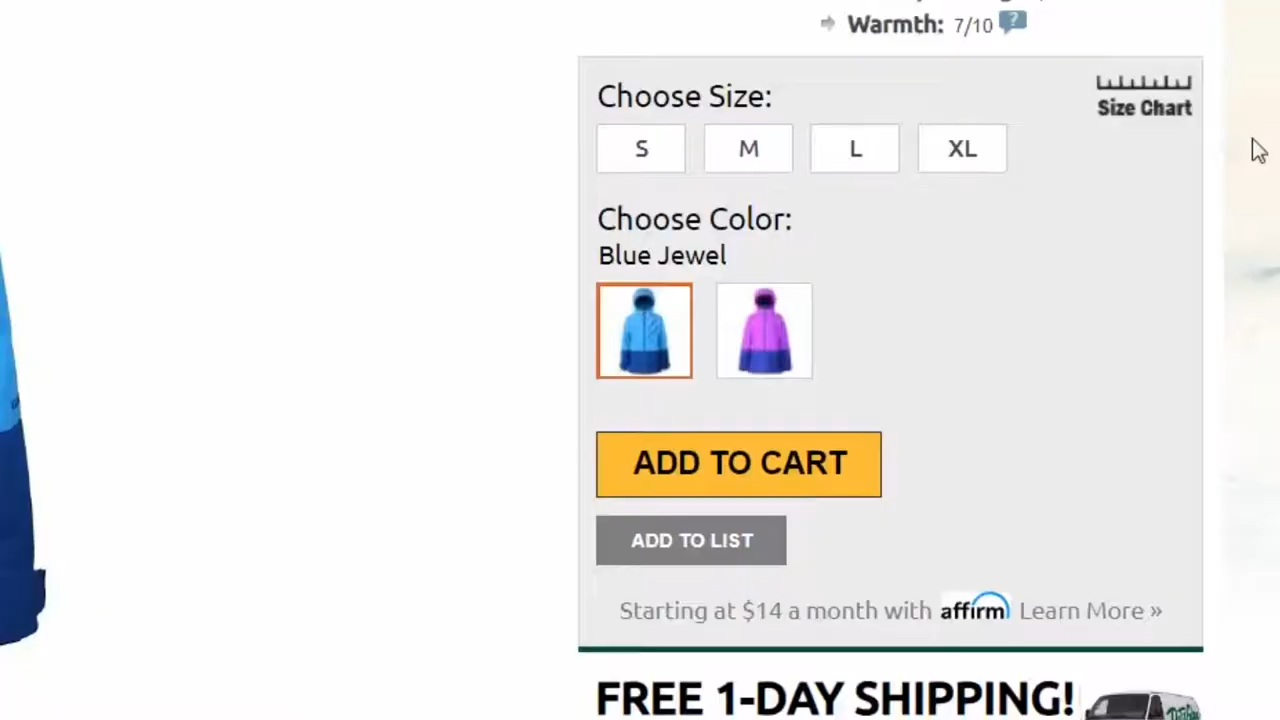 Warmth: 7/10 ?
Choose Size:
Size Chart
S M L XL
Choose Color:
Blue Jewel
ADD TO CART
ADD TO LIST
Starting at $14 a month with affirm Learn More »
FREE 1-DAY SHIPPING!